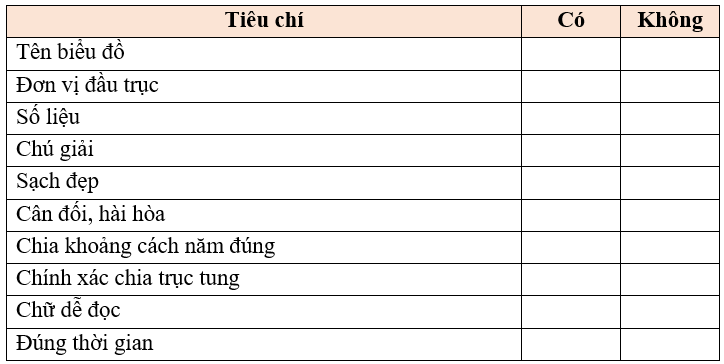 Tiêu chí Có Không
Tên biểu đồ
Đơn vị đầu trục
Số liệu
Chú giải
Sạch đẹp
Cân đối, hài hòa
Chia khoảng cách năm đúng
Chính xác chia trục tung
Chữ dễ đọc
Đúng thời gian